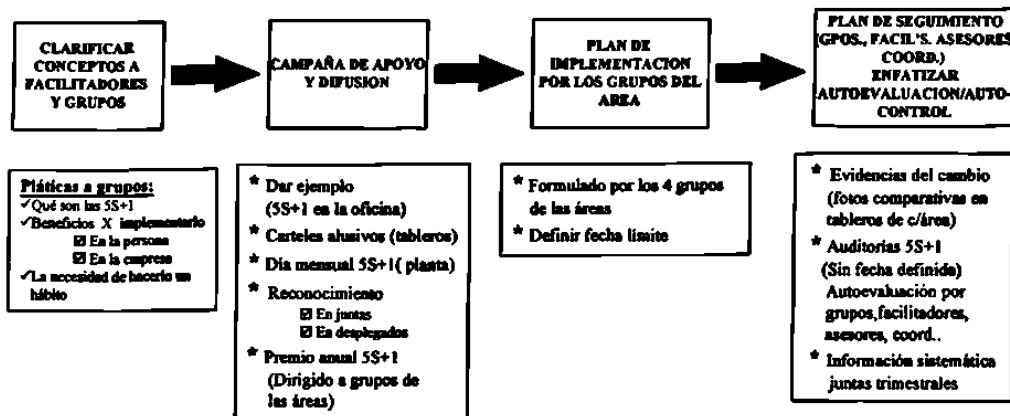 CLARIFICAR
CONCEPTOS A
FACILITADORES
Y GRUPOS
CAMPAÑA DE APOYO
Y DIFUSION
PLAN DE
IMPLEMENTACION
POR LOS GRUPOS DEL
AREA
PLAN DE SEGUIMIENTO
(GPOS., FACIL'S. ASESORES
COORD.)
ENFATIZAR
AUTOEVALUACION/AUTO-
CONTROL
Pláticas a grupos:
✓Qué son las 5S+1
✓Beneficios X implementarlo
☑ En la persona
☑ En la empresa
✓La necesidad de hacerlo un
hábito
* Dar ejemplo
(5S+1 en la oficina)
* Carteles alusivos (tableros)
* Día mensual 5S+1( planta)
* Reconocimiento
☑ En juntas
☑ En desplegados
* Premio anual 5S+1
(Dirigido a grupos de
las áreas)
* Formulado por los 4 grupos
de las áreas
* Definir fecha límite
* Evidencias del cambio
(fotos comparativas en
tableros de c/área)
* Auditorías 5S+1
(Sin fecha definida)
Autoevaluación por
grupos,facilitadores,
asesores, coord..
* Información sistemática
juntas trimestrales